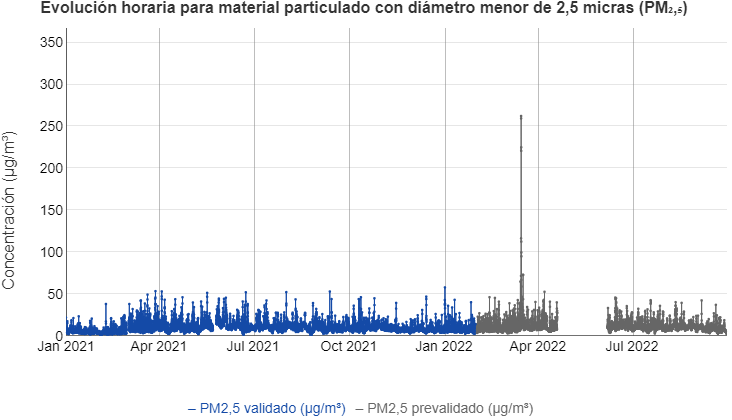 Evolución horaria para material particulado con diámetro menor de 2,5 micras (PM₂,₅)
Concentración (µg/m³)
350
300
250
200
150
100
50
0
Jan 2021 Apr 2021 Jul 2021 Oct 2021 Jan 2022 Apr 2022 Jul 2022
– PM2,5 validado (µg/m³) – PM2,5 prevalidado (µg/m³)